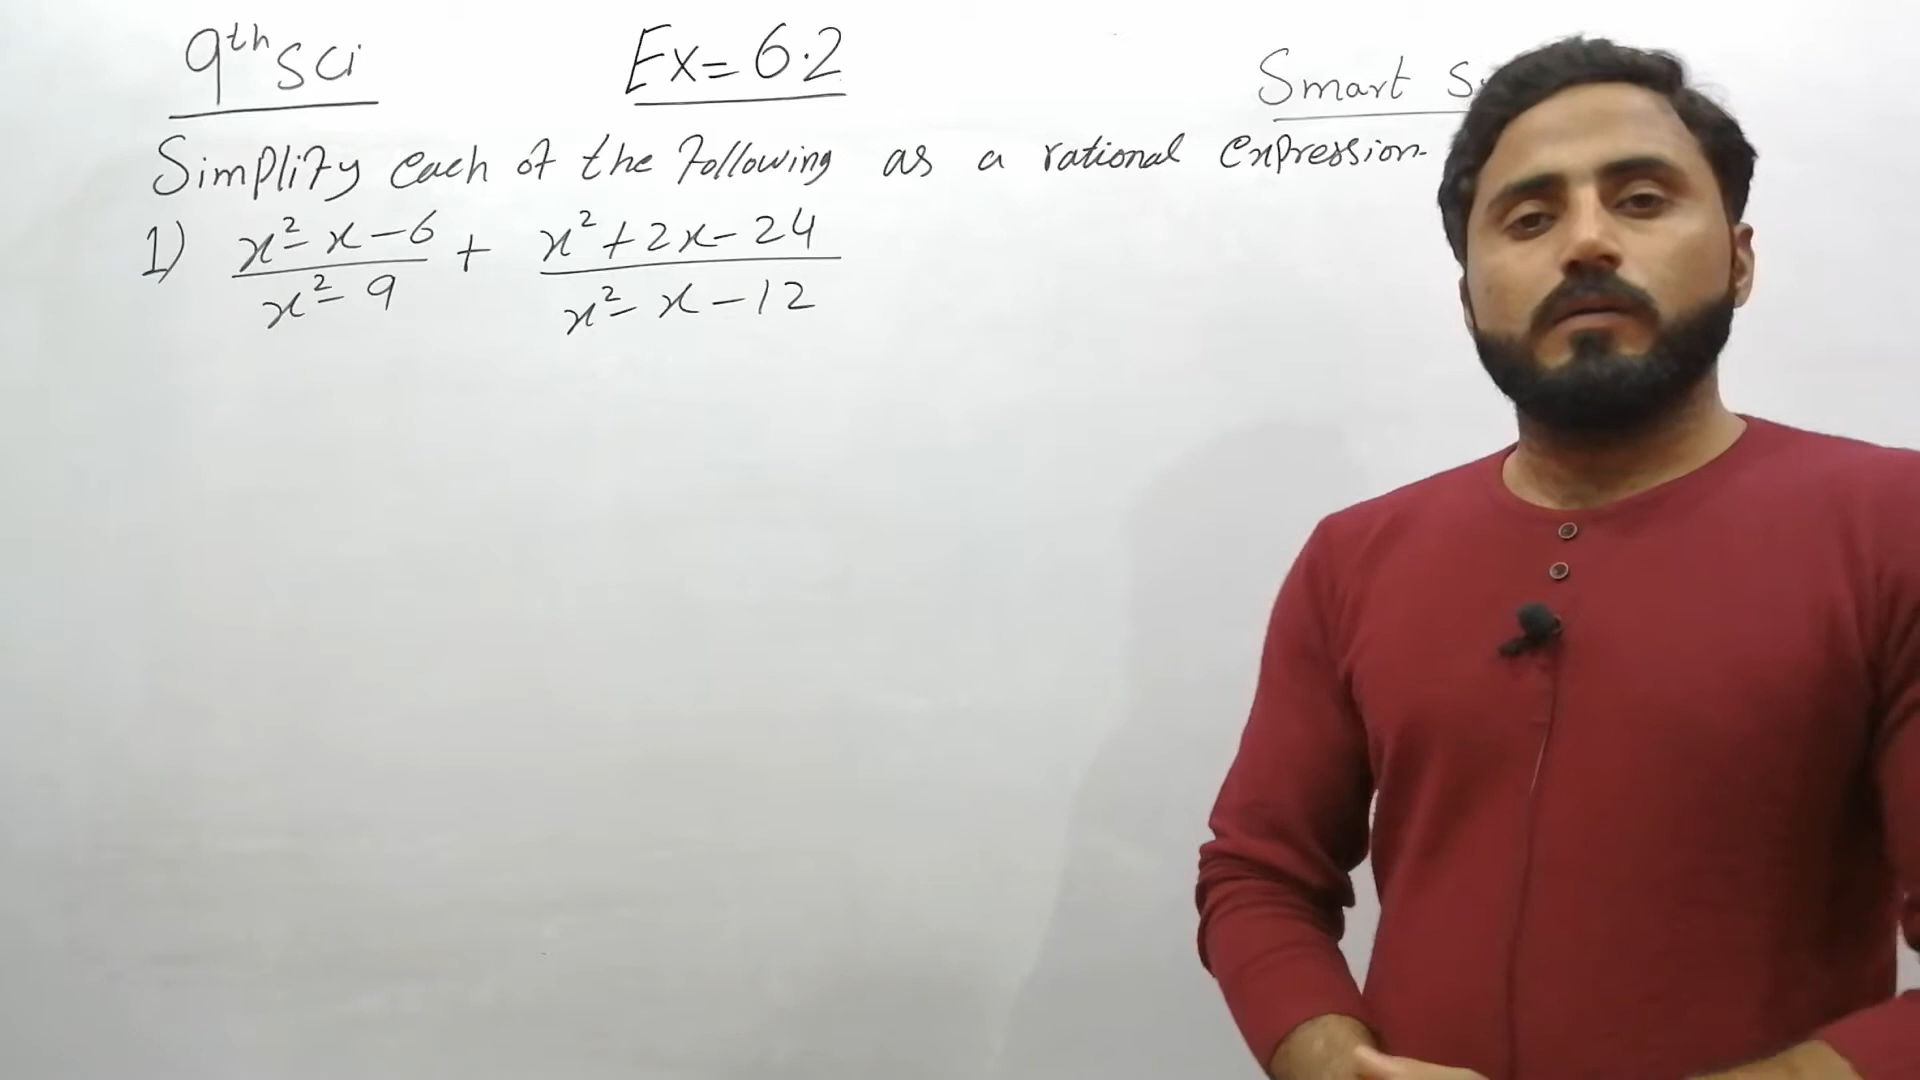 9th Sci
Ex = 6.2
Smart
Simplify each of the following as a rational expression.
1) x² - x - 6 / x² - 9 + x² + 2x - 24 / x² - x - 12